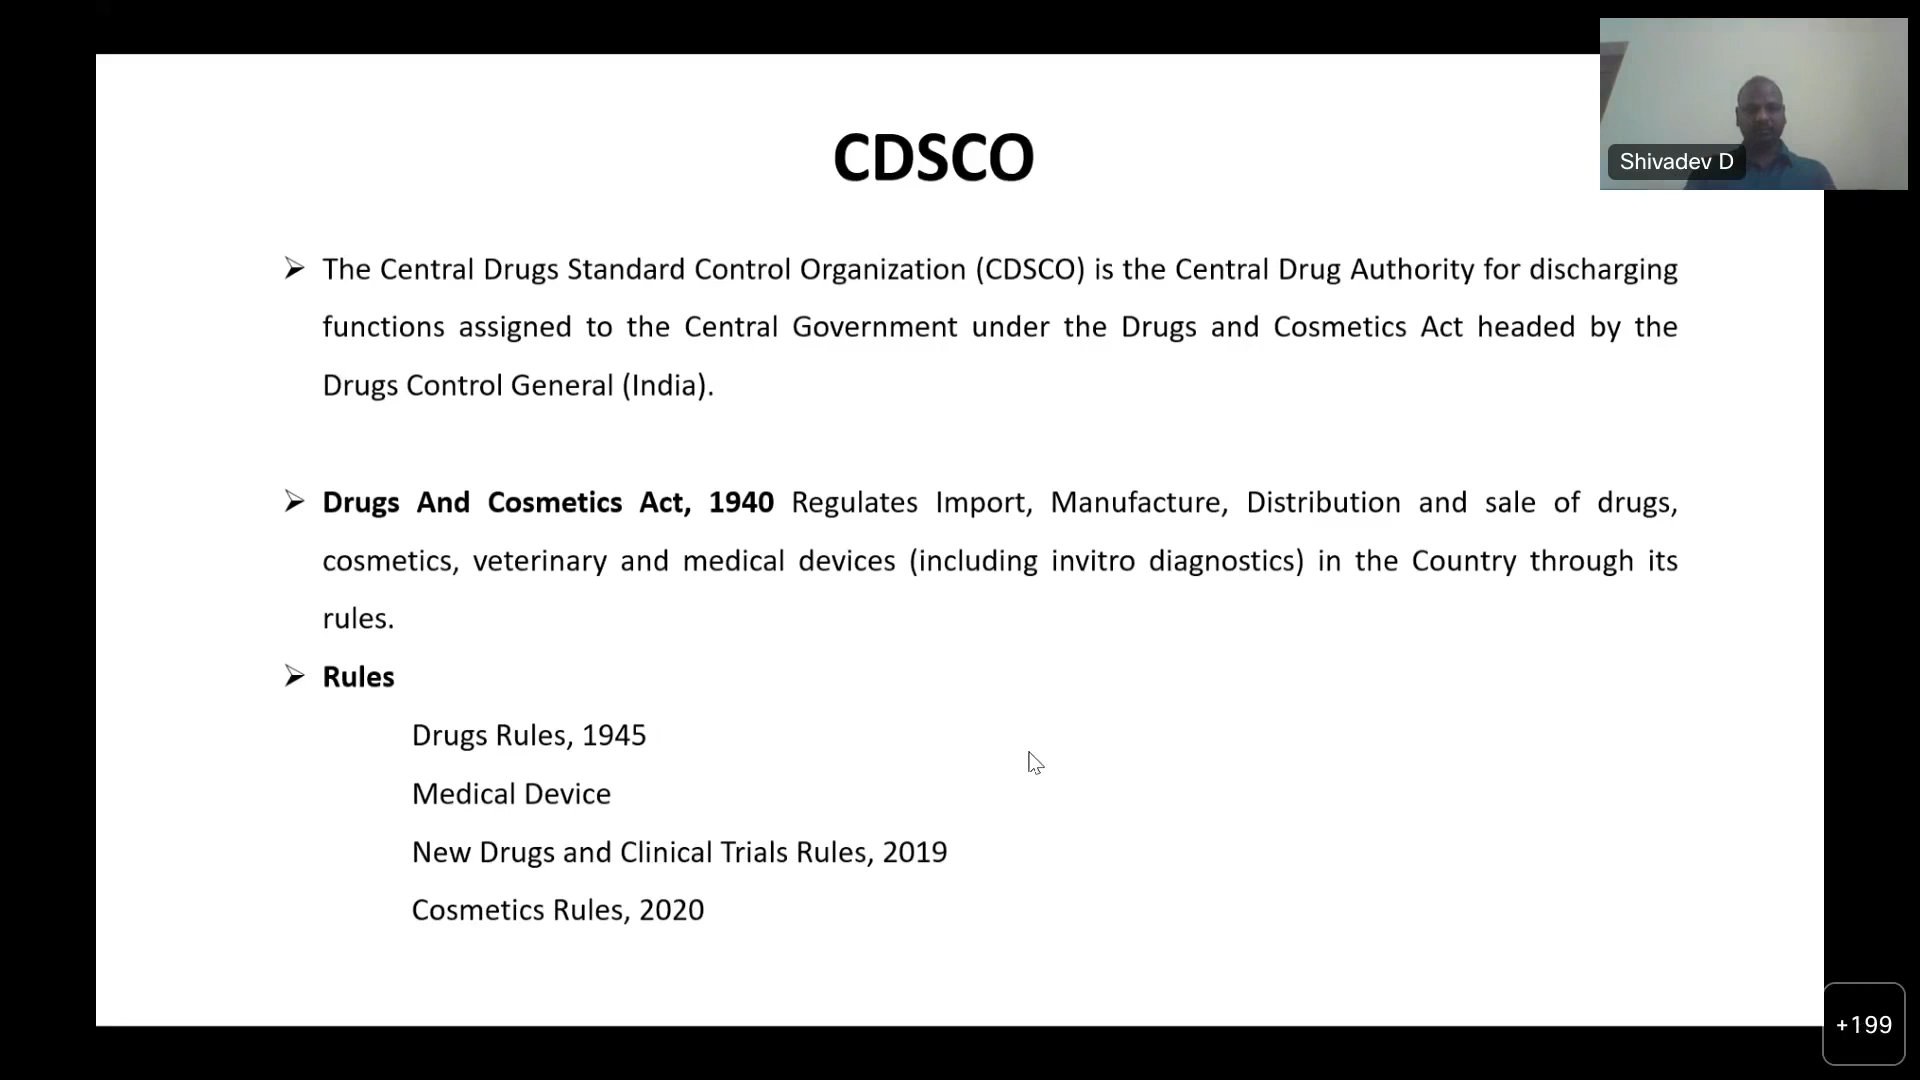 CDSCO
Shivadev D
➢ The Central Drugs Standard Control Organization (CDSCO) is the Central Drug Authority for discharging
functions assigned to the Central Government under the Drugs and Cosmetics Act headed by the
Drugs Control General (India).
➢ Drugs And Cosmetics Act, 1940 Regulates Import, Manufacture, Distribution and sale of drugs,
cosmetics, veterinary and medical devices (including invitro diagnostics) in the Country through its
rules.
➢ Rules
Drugs Rules, 1945
Medical Device
New Drugs and Clinical Trials Rules, 2019
Cosmetics Rules, 2020
+199